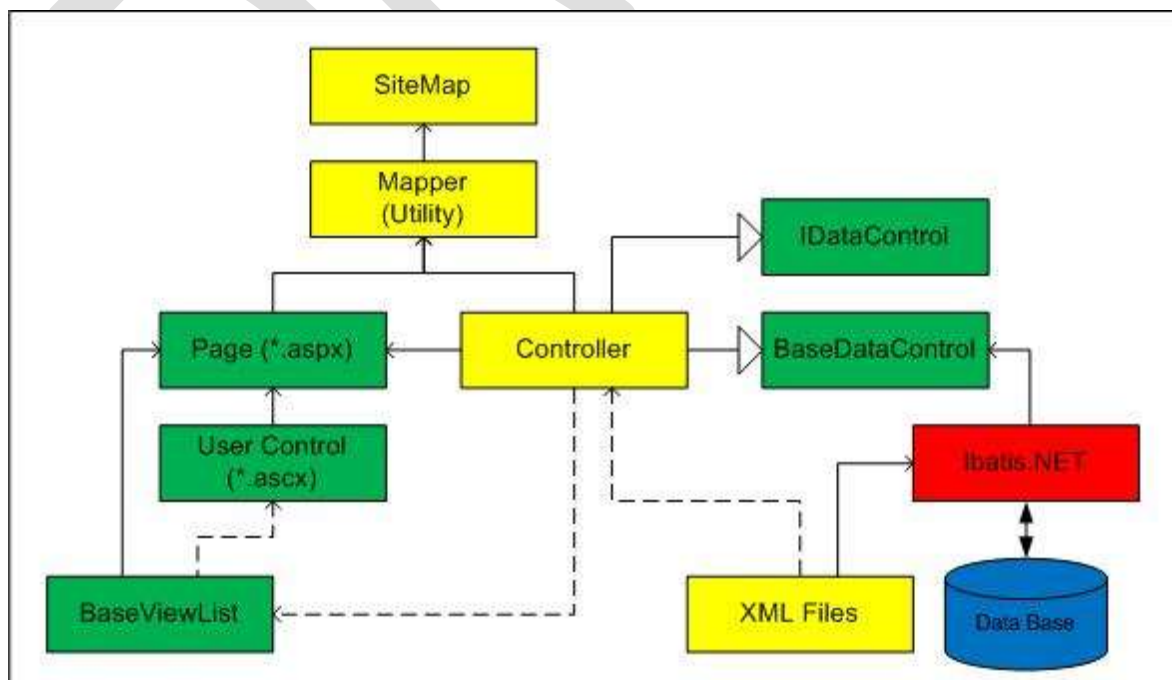 SiteMap
Mapper
(Utility)
IDataControl
Page (*.aspx)
Controller
BaseDataControl
User Control
(*.ascx)
Ibatis.NET
BaseViewList
XML Files
Data Base